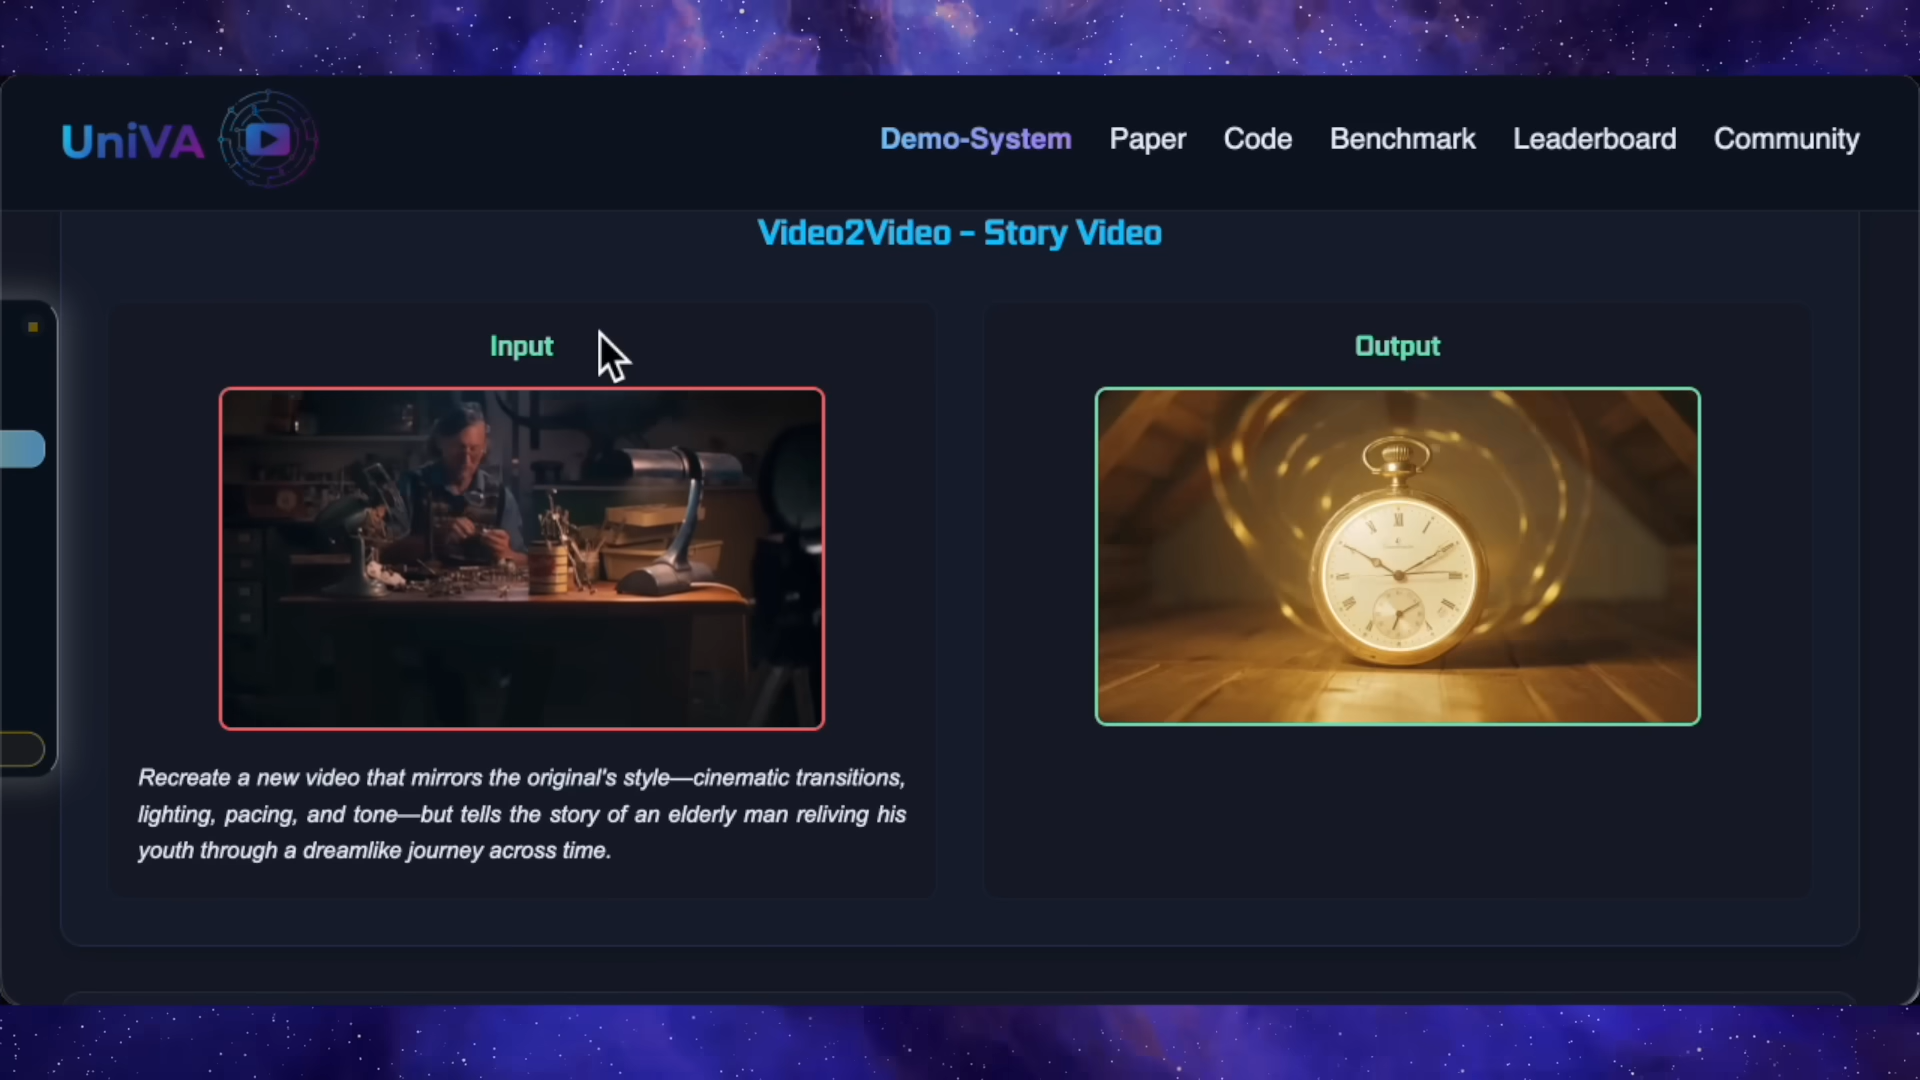 UniVA
Demo-System Paper Code Benchmark Leaderboard Community
Video2Video - Story Video
Input
Output
Recreate a new video that mirrors the original's style—cinematic transitions,
lighting, pacing, and tone—but tells the story of an elderly man reliving his
youth through a dreamlike journey across time.